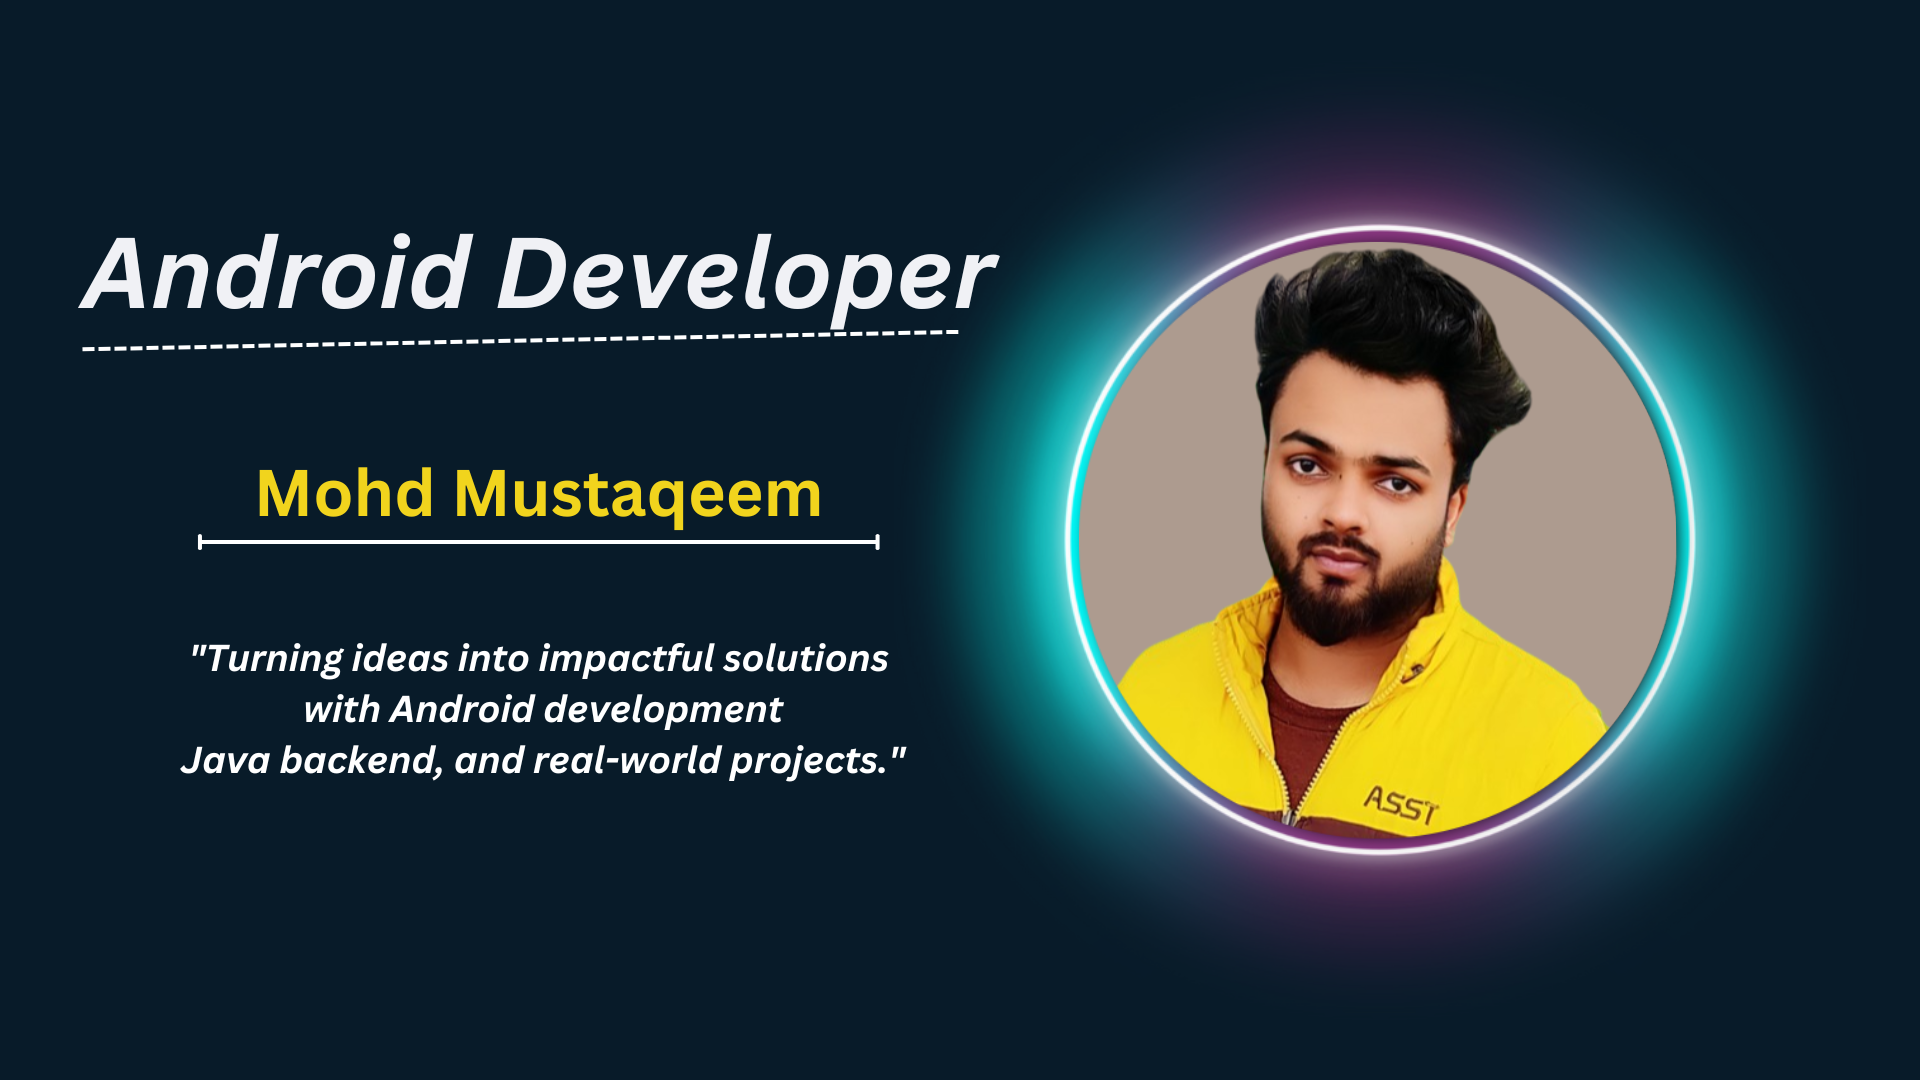 Android Developer
Mohd Mustaqeem
"Turning ideas into impactful solutions
with Android development
Java backend, and real-world projects."
ASST